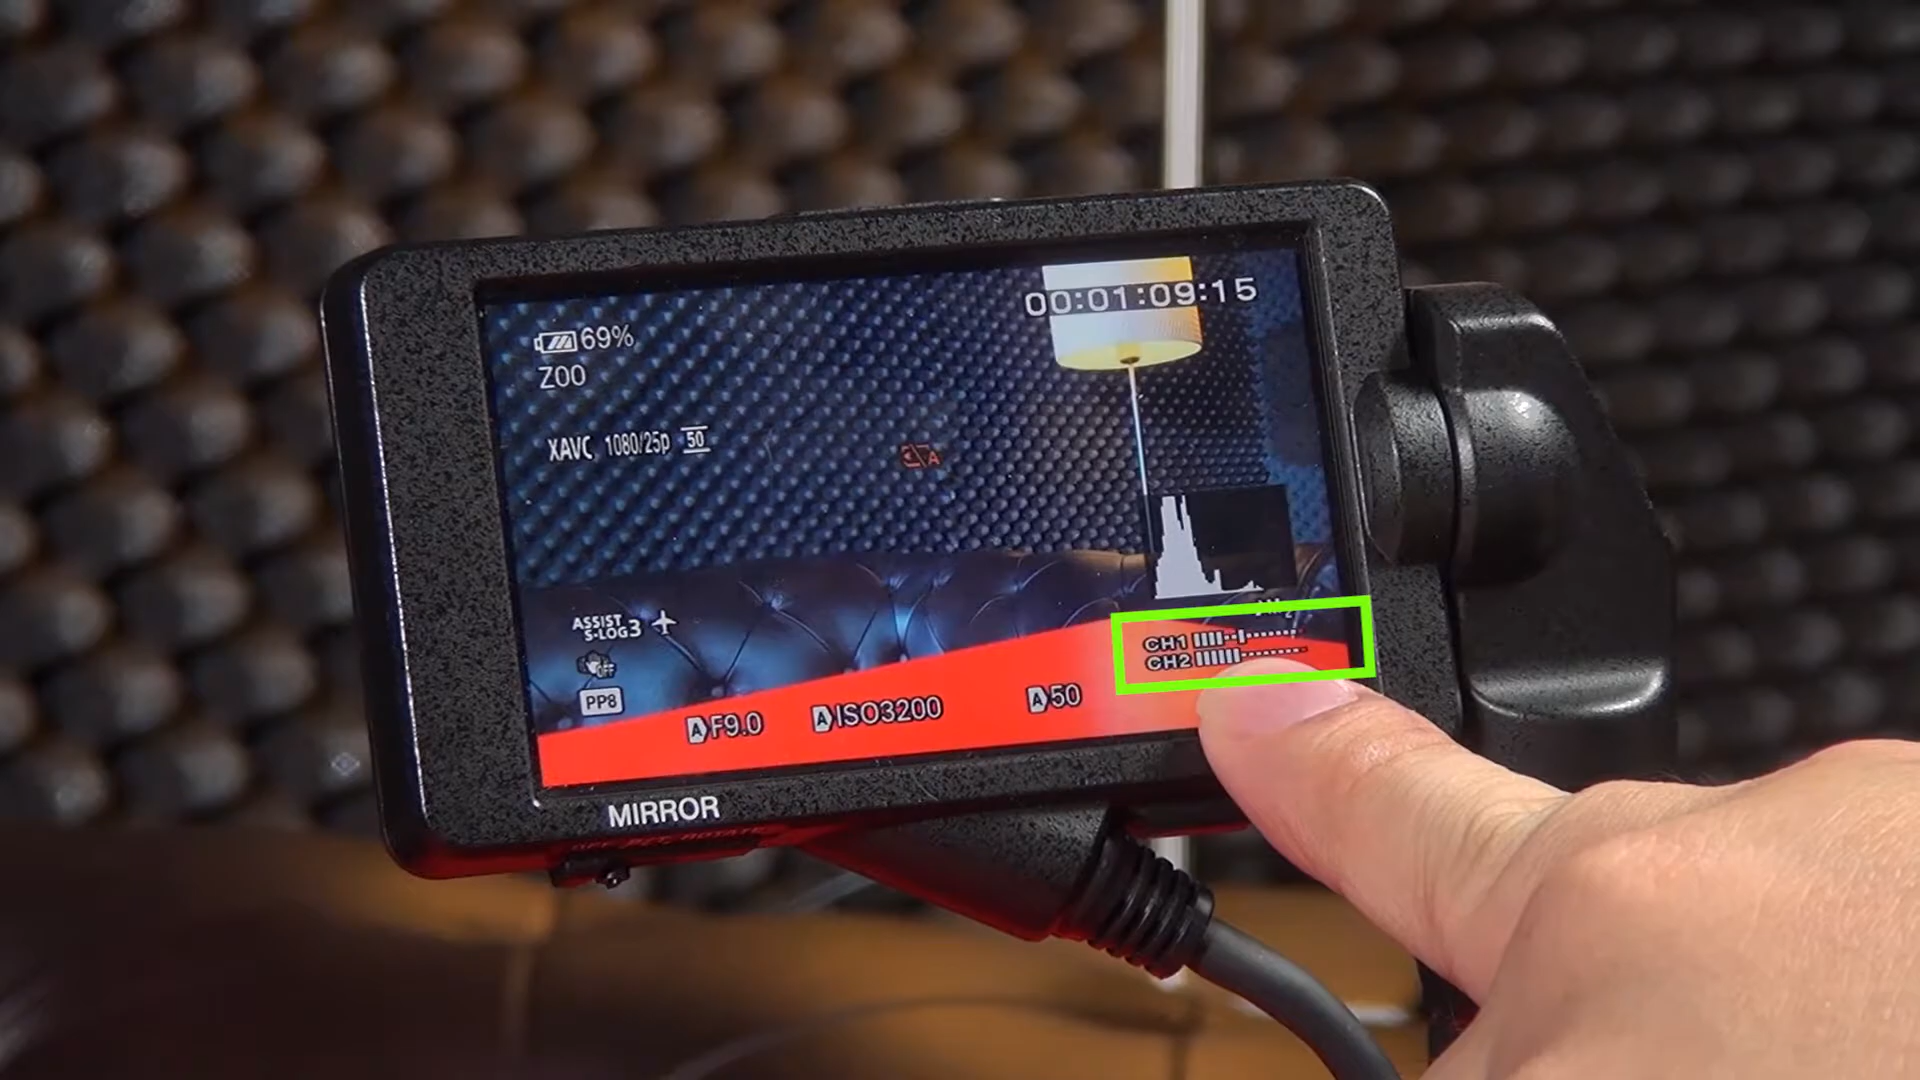 00:01:09:15
69%
Z00
XAVC 1080/25p 50
A
ASSIST
S-LOG3
OFF
CH1
CH2
PP8
A F9.0 A ISO3200 A 50
MIRROR